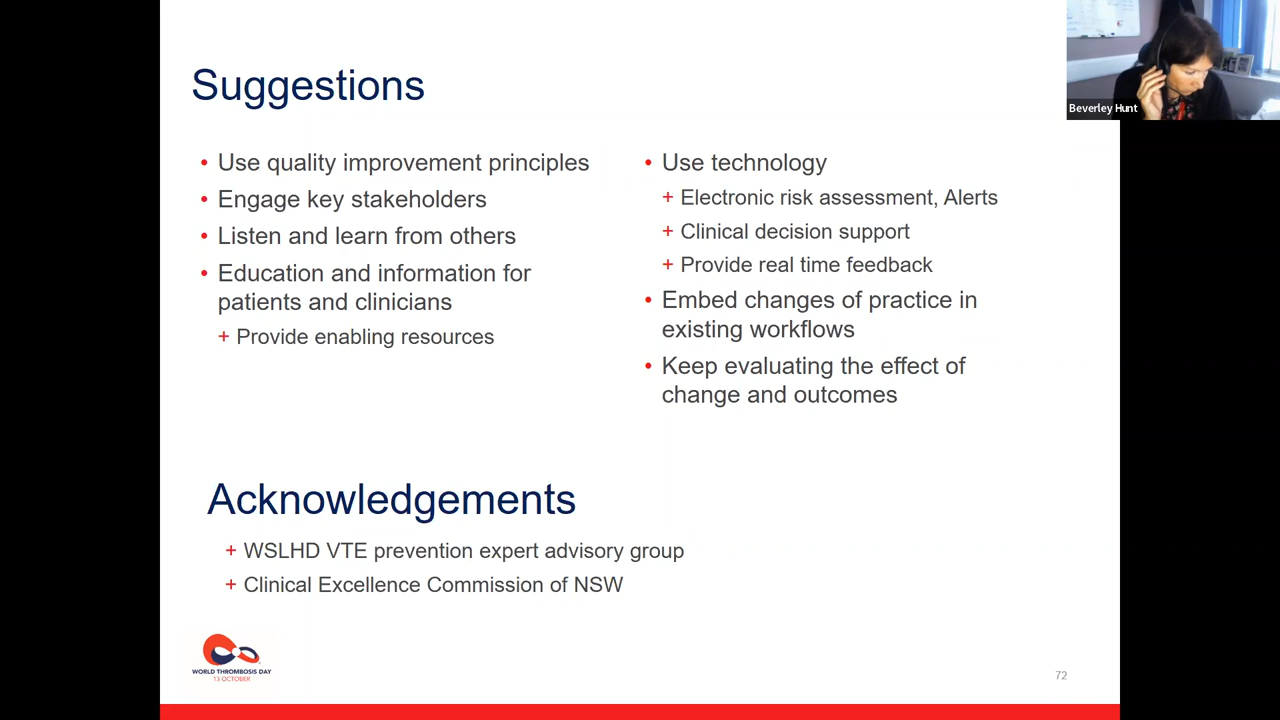 Suggestions
• Use quality improvement principles
• Engage key stakeholders
• Listen and learn from others
• Education and information for
patients and clinicians
+ Provide enabling resources
• Use technology
+ Electronic risk assessment, Alerts
+ Clinical decision support
+ Provide real time feedback
• Embed changes of practice in
existing workflows
• Keep evaluating the effect of
change and outcomes
Acknowledgements
+ WSLHD VTE prevention expert advisory group
+ Clinical Excellence Commission of NSW
WORLD THROMBOSIS DAY
13 OCTOBER
72
Beverley Hunt